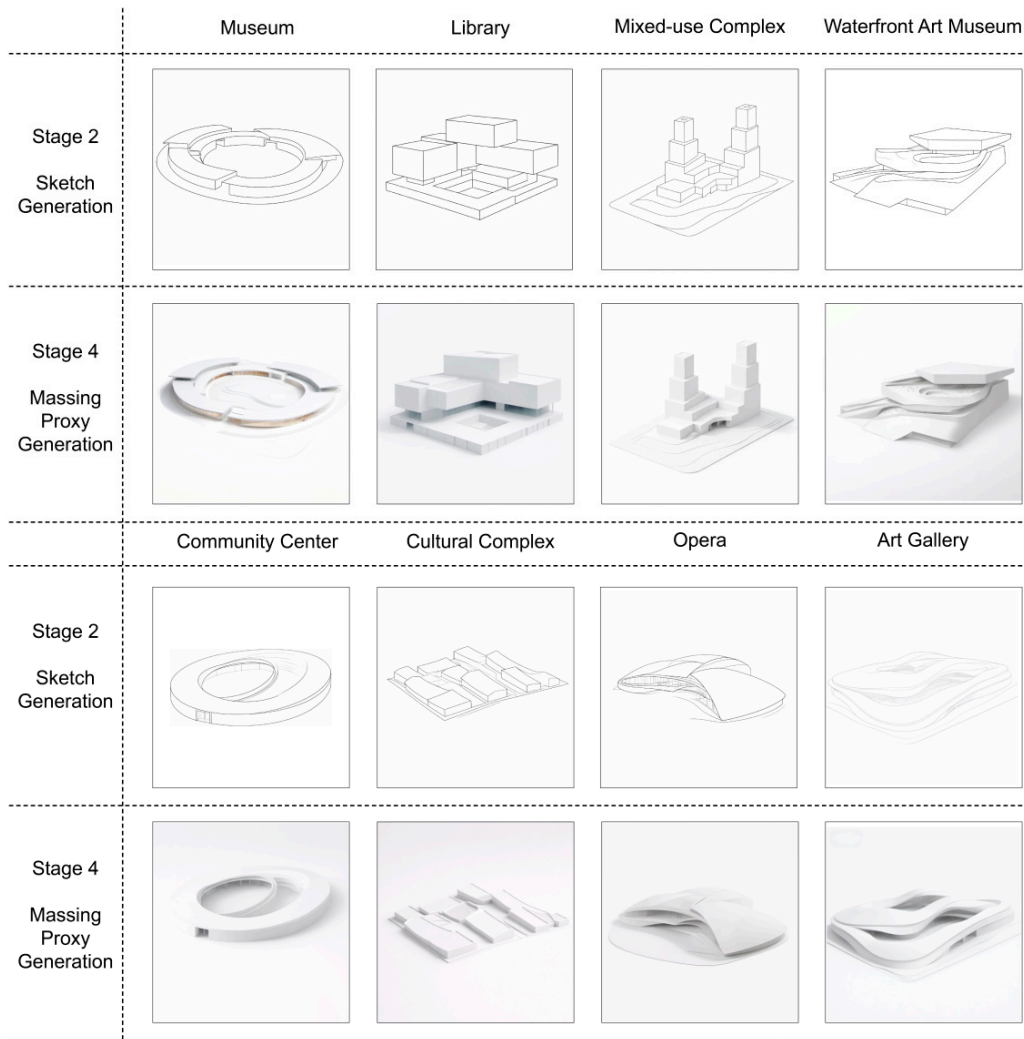 Museum
Library
Mixed-use Complex
Waterfront Art Museum
Stage 2
Sketch
Generation
Stage 4
Massing
Proxy
Generation
Community Center
Cultural Complex
Opera
Art Gallery
Stage 2
Sketch
Generation
Stage 4
Massing
Proxy
Generation